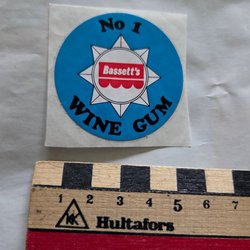 No 1
Bassett's
WINE GUM
1 2 3 4 5 6 7
Hultafors